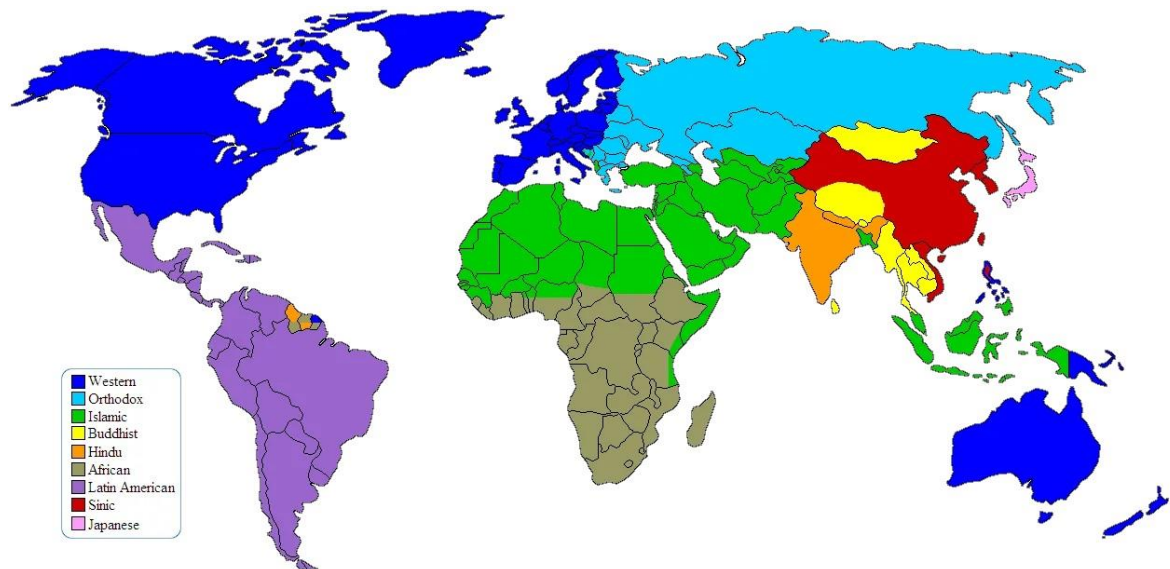 Western
Orthodox
Islamic
Buddhist
Hindu
African
Latin American
Sinic
Japanese